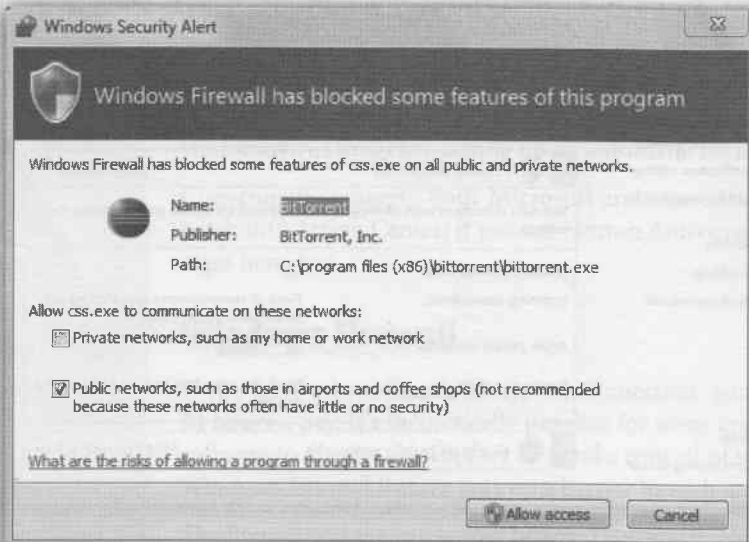 Windows Security Alert
Windows Firewall has blocked some features of this program
Windows Firewall has blocked some features of css.exe on all public and private networks.
Name: BitTorrent
Publisher: BitTorrent, Inc.
Path: C:\program files (x86)\bittorrent\bittorrent.exe
Allow css.exe to communicate on these networks:
Private networks, such as my home or work network
Public networks, such as those in airports and coffee shops (not recommended
because these networks often have little or no security)
What are the risks of allowing a program through a firewall?
Allow access Cancel